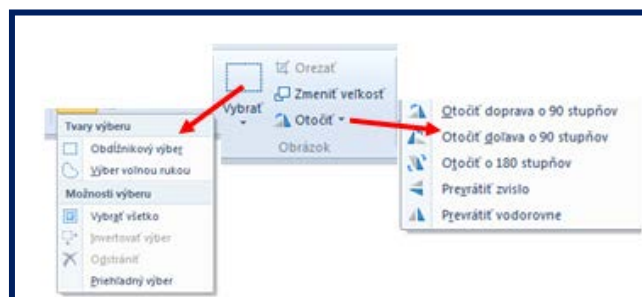 Orezať
Zmeniť veľkosť
Vybrať
Otočiť
Obrázok
Tvary výberu
Obdĺžnikový výber
Výber voľnou rukou
Možnosti výberu
Vybrať všetko
Invertovať výber
Odstrániť
Priehľadný výber
Otočiť doprava o 90 stupňov
Otočiť doľava o 90 stupňov
Otočiť o 180 stupňov
Prevrátiť zvislo
Prevrátiť vodorovne